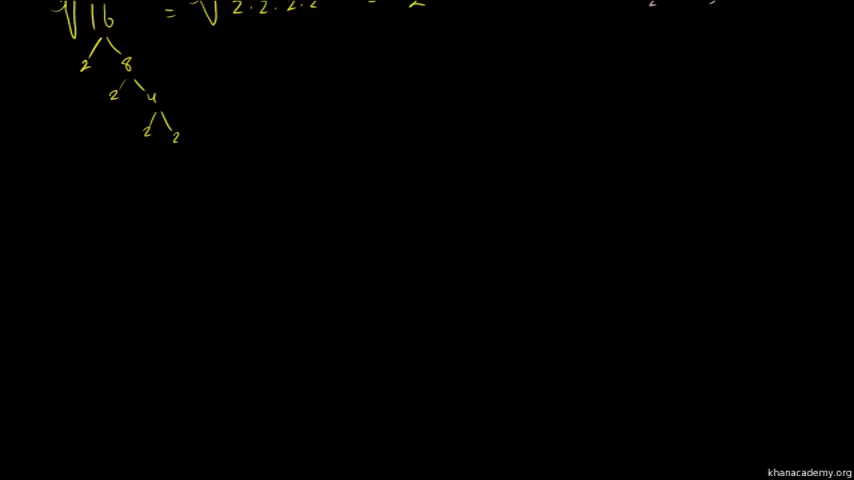 √16 = √2·2·2·2 = 2
2 8
2 4
2 2
khanacademy.org